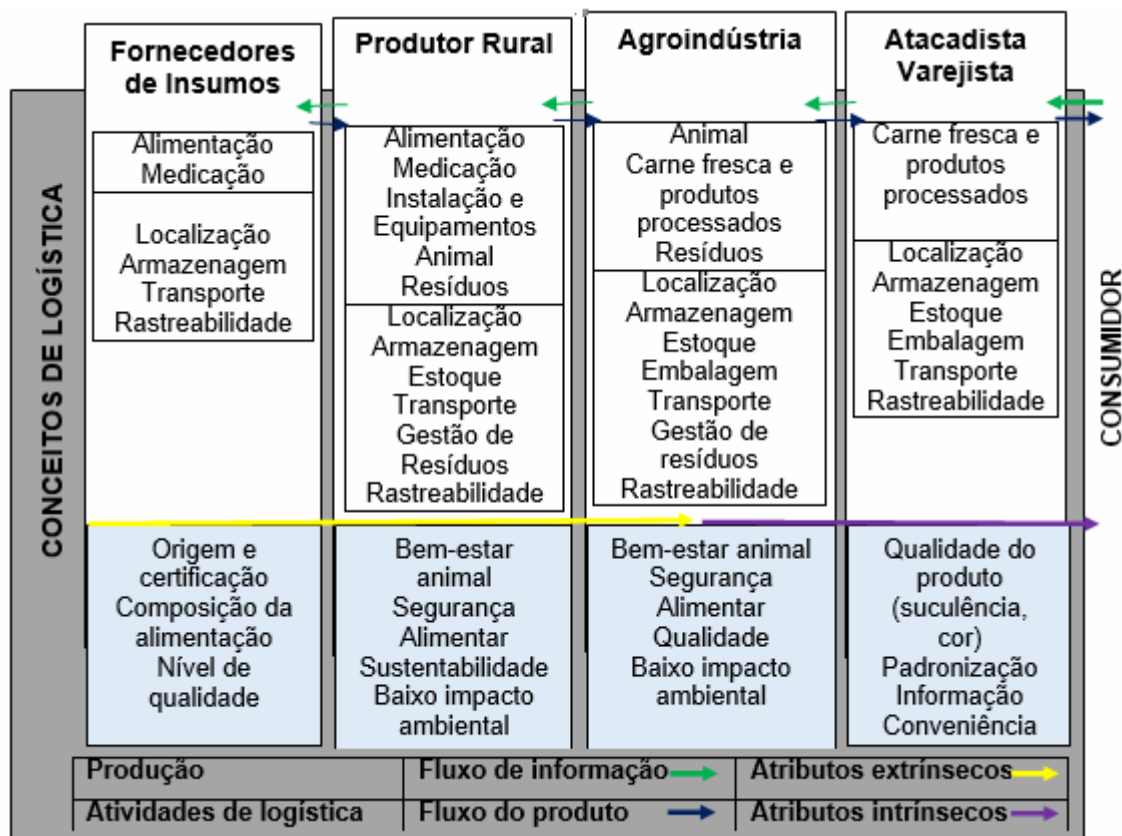 CONCEITOS DE LOGÍSTICA
Fornecedores
de Insumos
Alimentação
Medicação
Localização
Armazenagem
Transporte
Rastreabilidade
Origem e
certificação
Composição da
alimentação
Nível de
qualidade
Produtor Rural
Alimentação
Medicação
Instalação e
Equipamentos
Animal
Resíduos
Localização
Armazenagem
Estoque
Transporte
Gestão de
Resíduos
Rastreabilidade
Bem-estar
animal
Segurança
Alimentar
Sustentabilidade
Baixo impacto
ambiental
Agroindústria
Animal
Carne fresca e
produtos
processados
Resíduos
Localização
Armazenagem
Estoque
Embalagem
Transporte
Gestão de
resíduos
Rastreabilidade
Bem-estar animal
Segurança
Alimentar
Qualidade
Baixo impacto
ambiental
Atacadista
Varejista
Carne fresca e
produtos
processados
Localização
Armazenagem
Estoque
Embalagem
Transporte
Rastreabilidade
Qualidade do
produto
(suculência,
cor)
Padronização
Informação
Conveniência
CONSUMIDOR
Produção
Fluxo de informação
Atributos extrínsecos
Atividades de logística
Fluxo do produto
Atributos intrínsecos